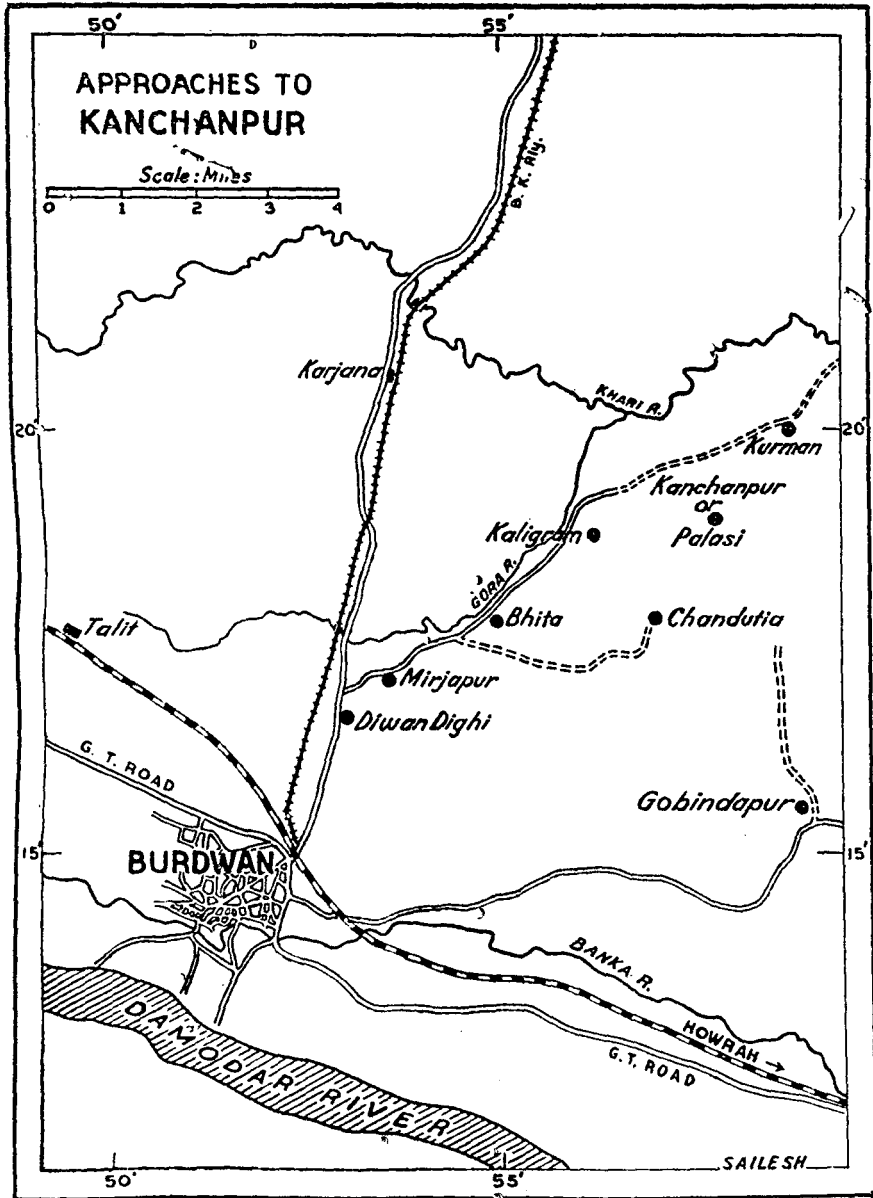 50'
55'
D
APPROACHES TO
KANCHANPUR
Scale: Miles
0 1 2 3 4
B. K. Rly.
Karjana
KHARI R.
20'
20'
Kurman
Kanchanpur
or
Palasi
Kaligram
GORA R.
Bhita
Chandutia
Talit
Mirjapur
Diwan Dighi
G. T. ROAD
Gobindapur
15'
15'
BURDWAN
BANKA R.
HOWRAH →
G. T. ROAD
DAMODAR RIVER
SAILESH
50'
55'